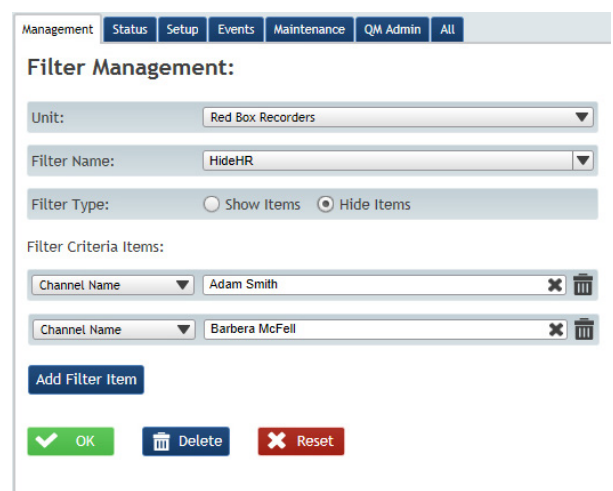 Management Status Setup Events Maintenance QM Admin All
Filter Management:
Unit: Red Box Recorders
Filter Name: HideHR
Filter Type: Show Items Hide Items
Filter Criteria Items:
Channel Name Adam Smith
Channel Name Barbera McFell
Add Filter Item
OK Delete Reset